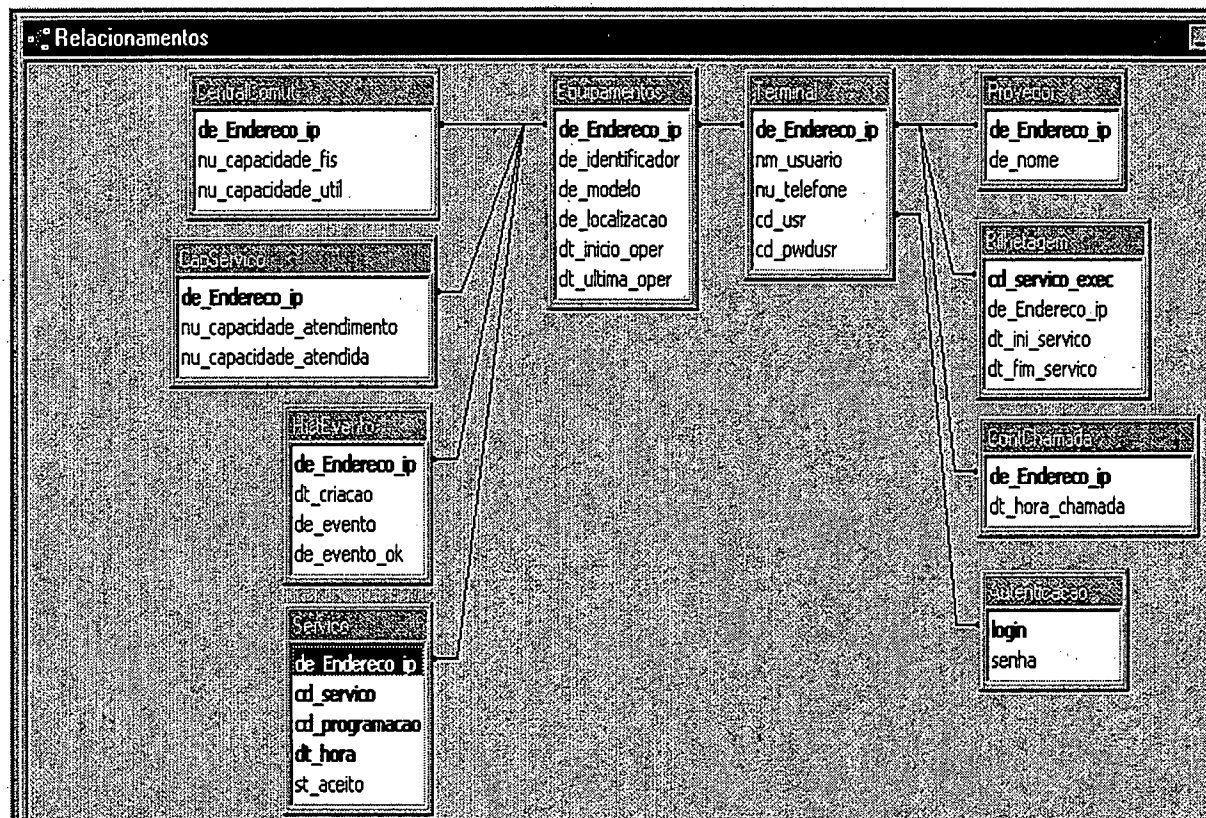 Relacionamentos
CentralComut
de_Endereco_ip
nu_capacidade_fis
nu_capacidade_util
CapServico
de_Endereco_ip
nu_capacidade_atendimento
nu_capacidade_atendida
HistEvento
de_Endereco_ip
dt_criacao
de_evento
de_evento_ok
Servico
de_Endereco_ip
cd_servico
cd_programacao
dt_hora
st_aceito
Equipamentos
de_Endereco_ip
de_identificador
de_modelo
de_localizacao
dt_inicio_oper
dt_ultima_oper
Terminal
de_Endereco_ip
nm_usuario
nu_telefone
cd_usr
cd_pwdusr
Provedor
de_Endereco_ip
de_nome
Bilhetagem
cd_servico_exec
de_Endereco_ip
dt_ini_servico
dt_fim_servico
de_Endereco_ip
dt_hora_chamada
Autenticacao
login
senha